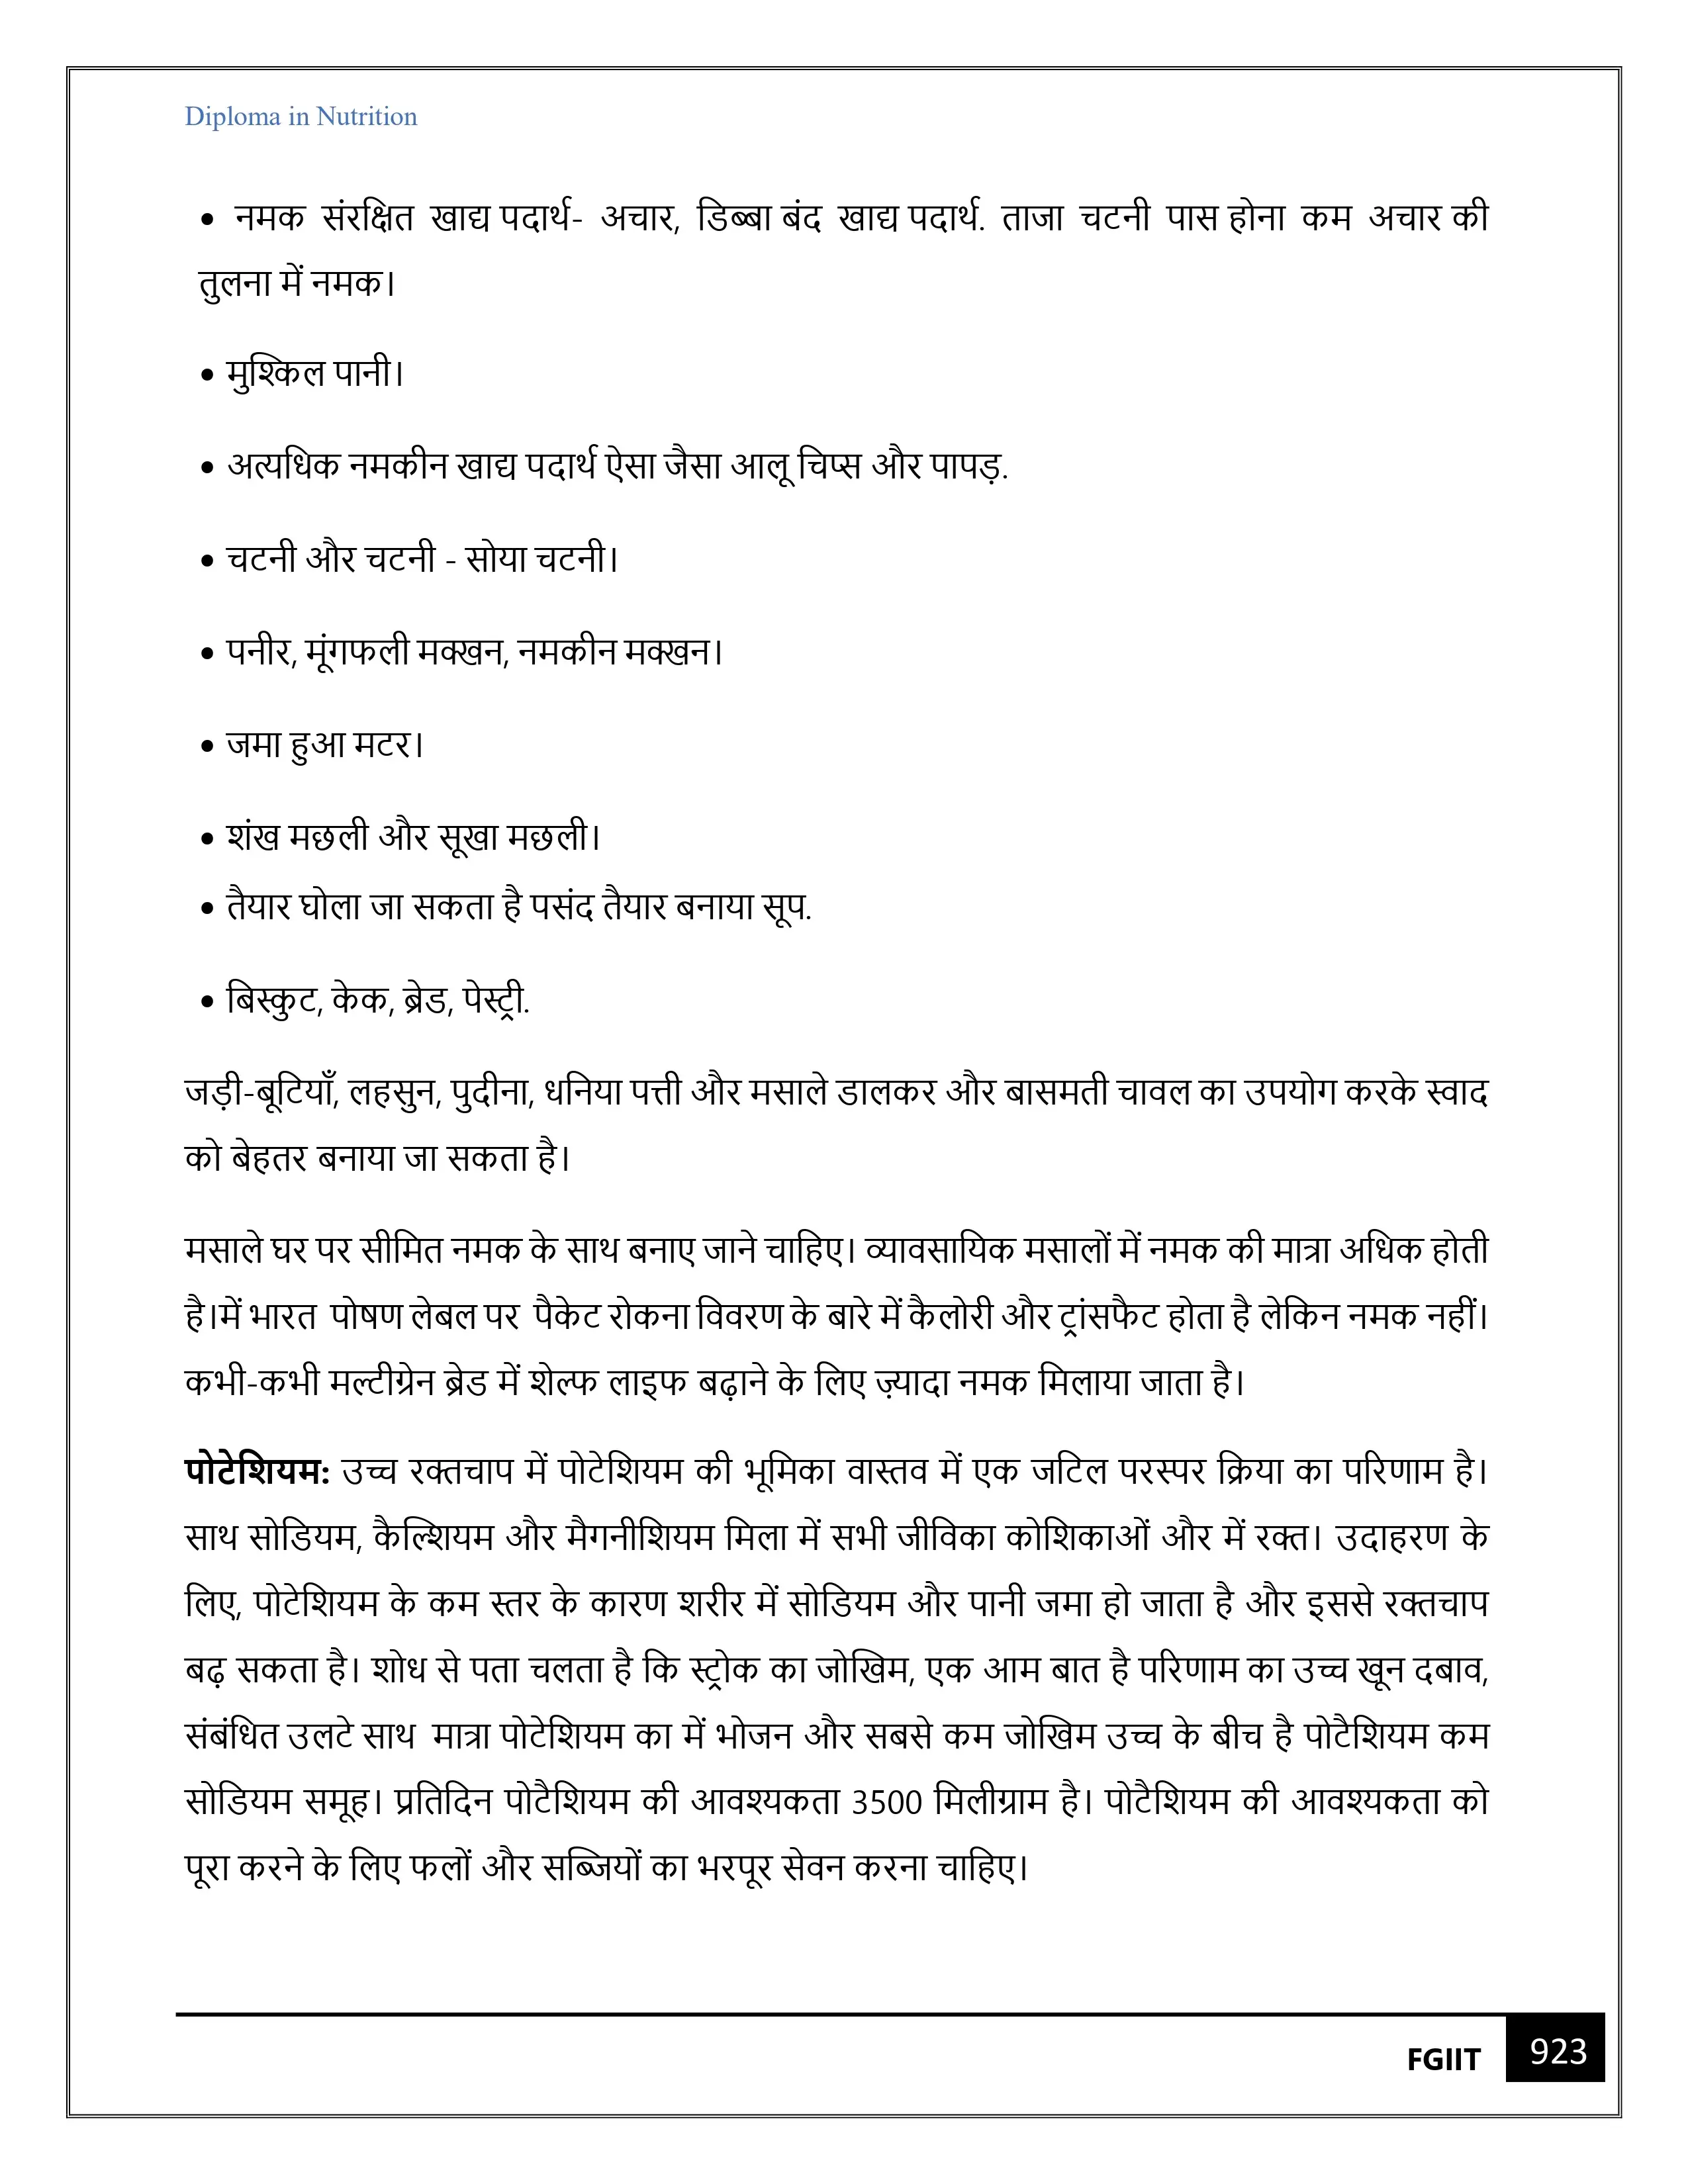 Diploma in Nutrition
• नमक संरक्षित खाद्य पदार्थ- अचार, डिब्बा बंद खाद्य पदार्थ. ताजा चटनी पास होना कम अचार की
तुलना में नमक।
• मुश्किल पानी।
• अत्यधिक नमकीन खाद्य पदार्थ ऐसा जैसा आलू चिप्स और पापड़.
• चटनी और चटनी - सोया चटनी।
• पनीर, मूंगफली मक्खन, नमकीन मक्खन।
• जमा हुआ मटर।
• शंख मछली और सूखा मछली।
• तैयार घोला जा सकता है पसंद तैयार बनाया सूप.
• बिस्कुट, केक, ब्रेड, पेस्ट्री.
जड़ी-बूटियाँ, लहसुन, पुदीना, धनिया पत्ती और मसाले डालकर और बासमती चावल का उपयोग करके स्वाद
को बेहतर बनाया जा सकता है।
मसाले घर पर सीमित नमक के साथ बनाए जाने चाहिए। व्यावसायिक मसालों में नमक की मात्रा अधिक होती
है।में भारत पोषण लेबल पर पैकेट रोकना विवरण के बारे में कैलोरी और ट्रांसफैट होता है लेकिन नमक नहीं।
कभी-कभी मल्टीग्रेन ब्रेड में शेल्फ लाइफ बढ़ाने के लिए ज़्यादा नमक मिलाया जाता है।
पोटेशियम: उच्च रक्तचाप में पोटेशियम की भूमिका वास्तव में एक जटिल परस्पर क्रिया का परिणाम है।
साथ सोडियम, कैल्शियम और मैगनीशियम मिला में सभी जीविका कोशिकाओं और में रक्त। उदाहरण के
लिए, पोटेशियम के कम स्तर के कारण शरीर में सोडियम और पानी जमा हो जाता है और इससे रक्तचाप
बढ़ सकता है। शोध से पता चलता है कि स्ट्रोक का जोखिम, एक आम बात है परिणाम का उच्च खून दबाव,
संबंधित उलटे साथ मात्रा पोटेशियम का में भोजन और सबसे कम जोखिम उच्च के बीच है पोटैशियम कम
सोडियम समूह। प्रतिदिन पोटैशियम की आवश्यकता 3500 मिलीग्राम है। पोटैशियम की आवश्यकता को
पूरा करने के लिए फलों और सब्जियों का भरपूर सेवन करना चाहिए।
FGIIT 923